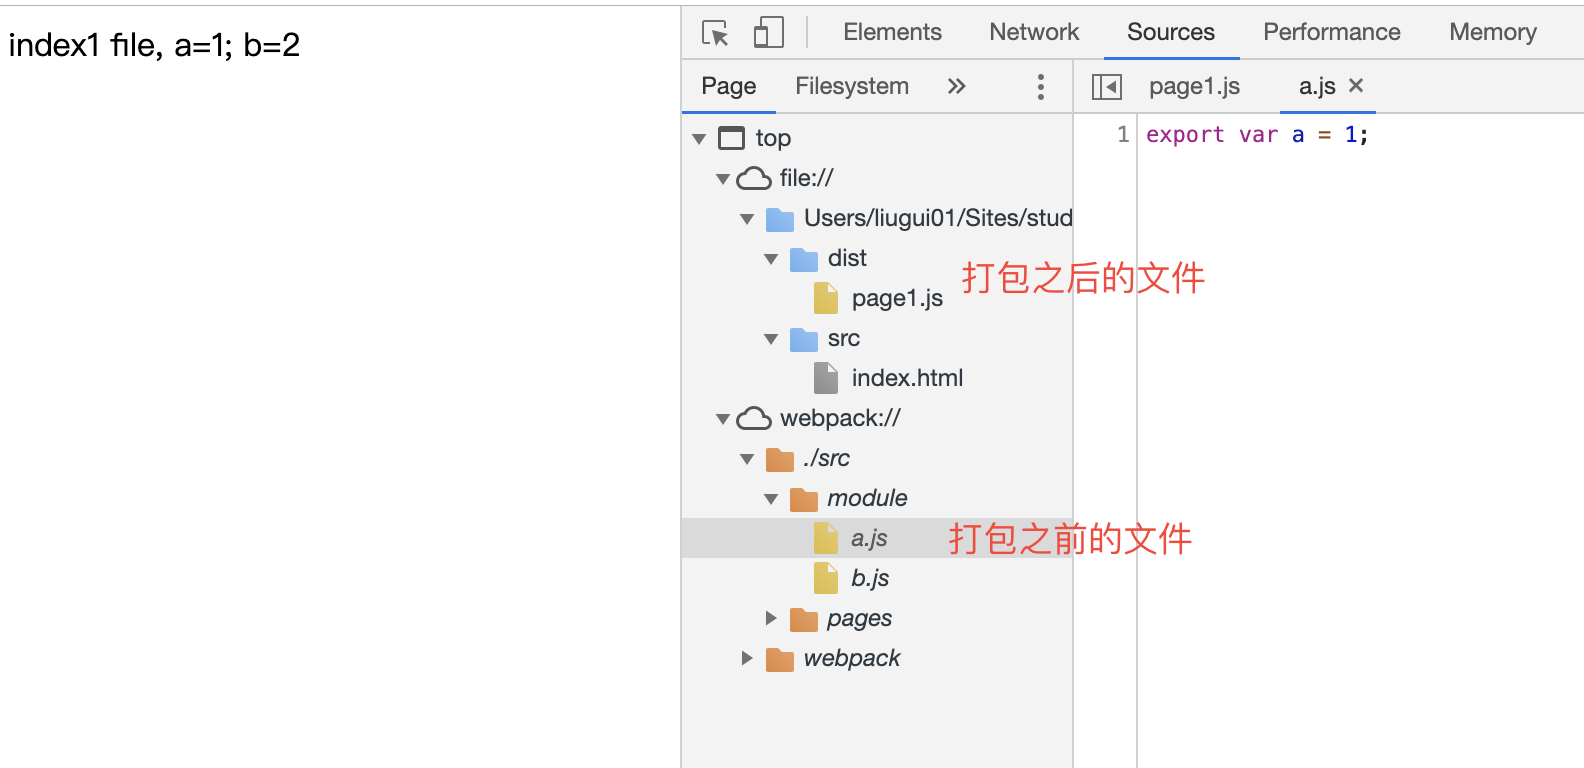 index1 file, a=1; b=2
Elements Network Sources Performance Memory
Page Filesystem » page1.js a.js ×
top
1 export var a = 1;
file://
Users/liugui01/Sites/stud
dist
打包之后的文件
page1.js
src
index.html
webpack://
./src
module
a.js 打包之前的文件
b.js
pages
webpack